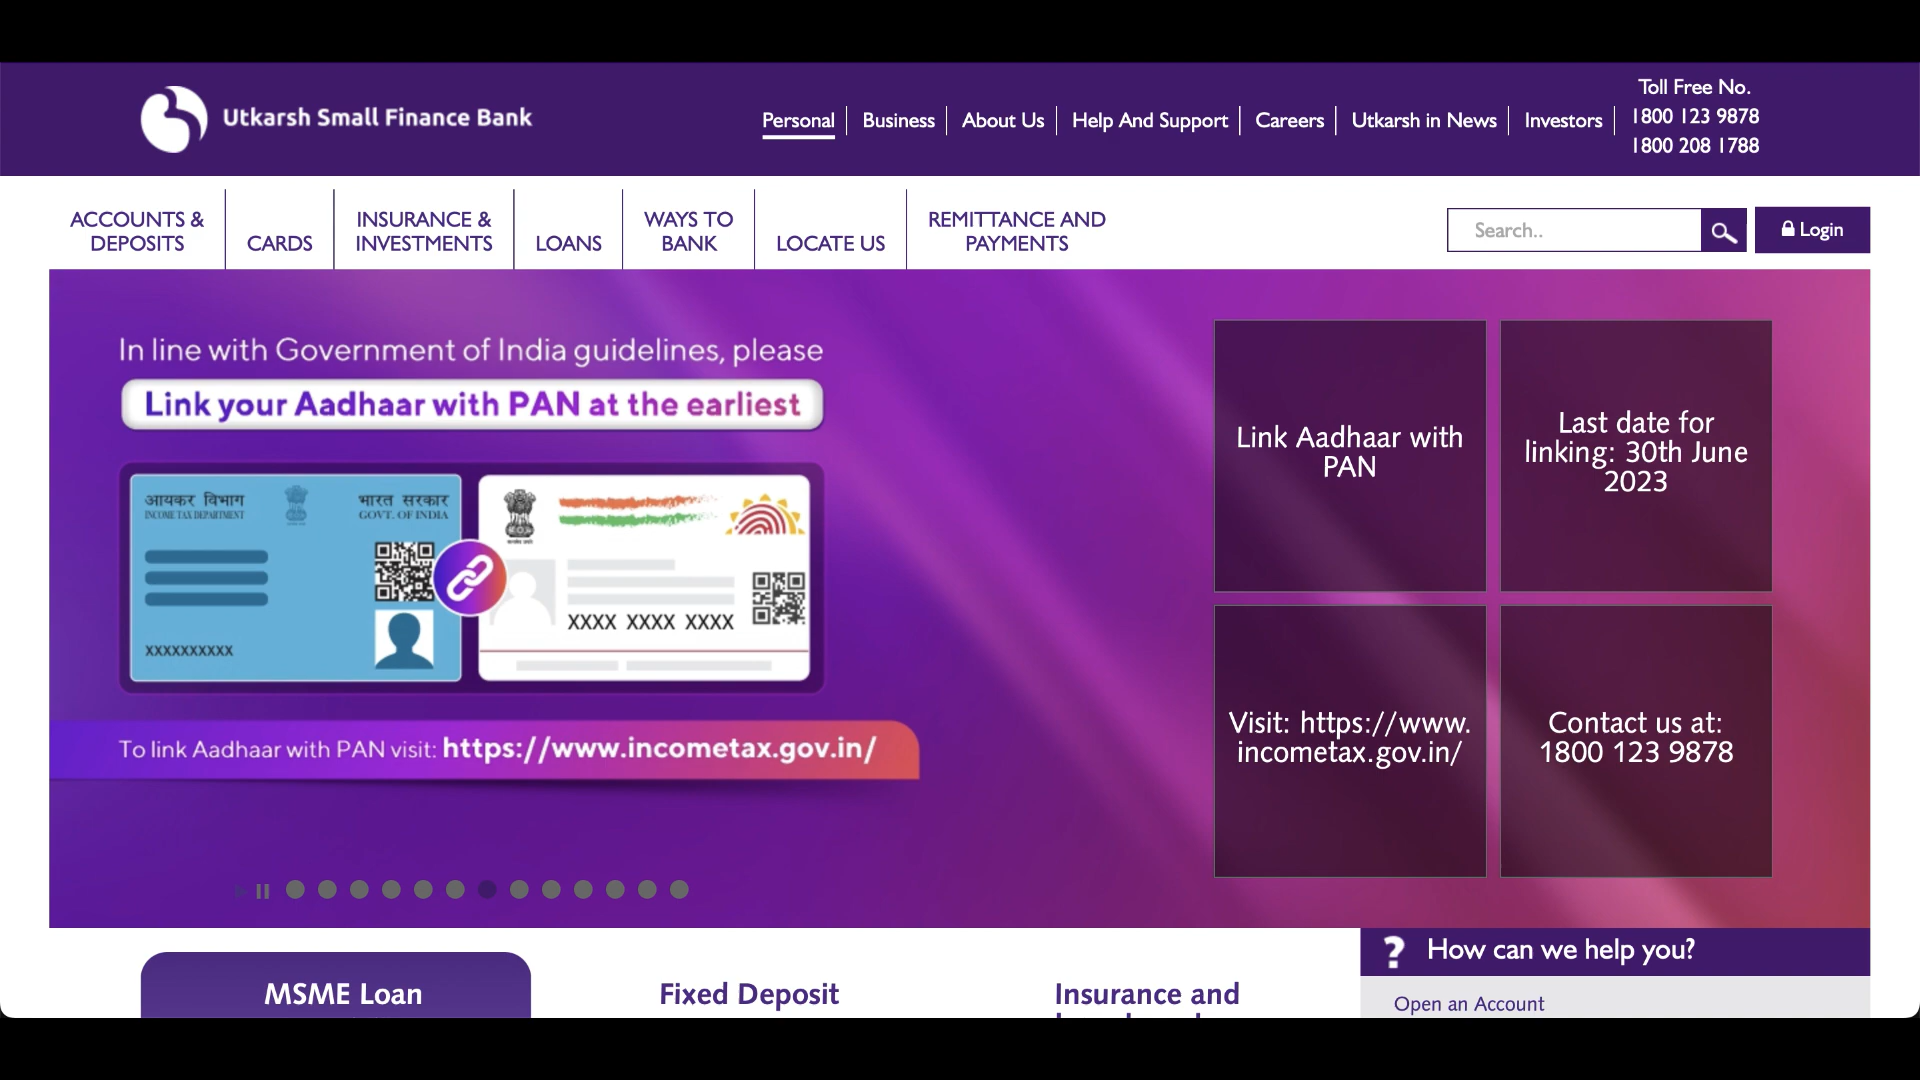 Utkarsh Small Finance Bank
Personal
Business
About Us
Help And Support
Careers
Utkarsh in News
Investors
Toll Free No.
1800 123 9878
1800 208 1788
ACCOUNTS &
DEPOSITS
CARDS
INSURANCE &
INVESTMENTS
LOANS
WAYS TO
BANK
LOCATE US
REMITTANCE AND
PAYMENTS
Search..
Login
In line with Government of India guidelines, please
Link your Aadhaar with PAN at the earliest
आयकर विभाग
INCOME TAX DEPARTMENT
भारत सरकार
GOVT. OF INDIA
XXXXXXXXXX
XXXX XXXX XXXX
To link Aadhaar with PAN visit: https://www.incometax.gov.in/
Link Aadhaar with
PAN
Last date for
linking: 30th June
2023
Visit: https://www.
incometax.gov.in/
Contact us at:
1800 123 9878
MSME Loan
Fixed Deposit
Insurance and
How can we help you?
Open an Account